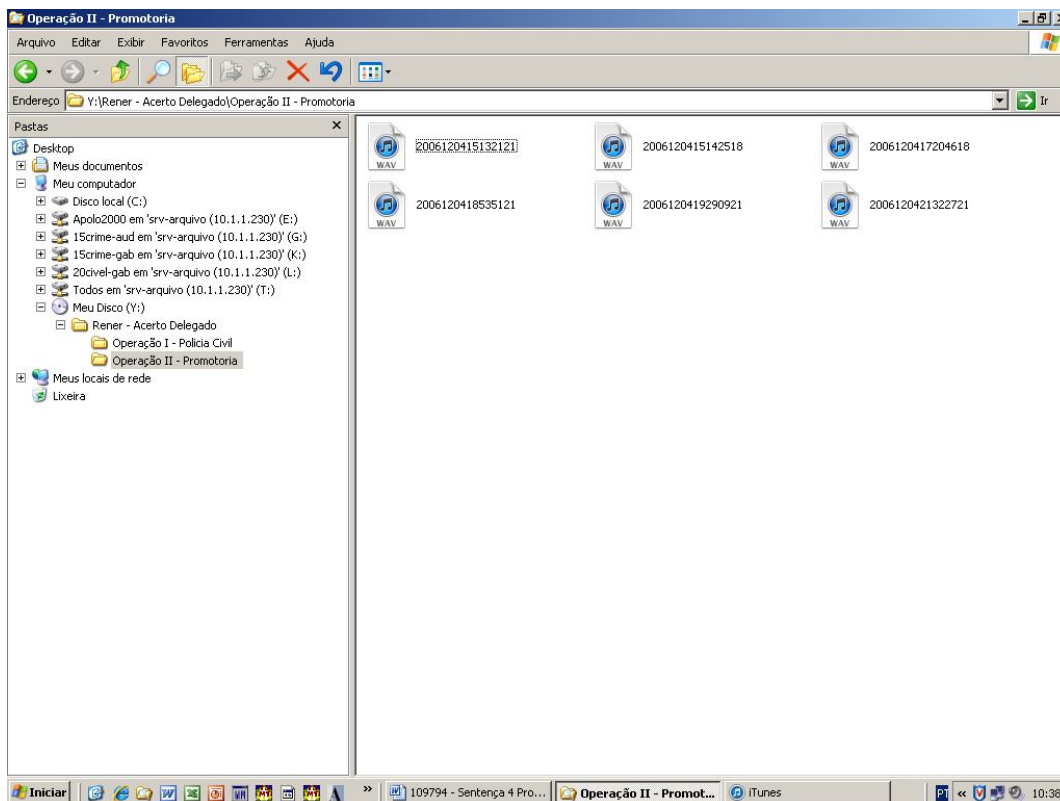 Operação II - Promotoria
Arquivo Editar Exibir Favoritos Ferramentas Ajuda
Endereço Y:\Rener - Acerto Delegado\Operação II - Promotoria Ir
Pastas
Desktop
Meus documentos
Meu computador
Disco local (C:)
Apolo2000 em 'srv-arquivo (10.1.1.230)' (E:)
15crime-aud em 'srv-arquivo (10.1.1.230)' (G:)
15crime-gab em 'srv-arquivo (10.1.1.230)' (K:)
20civel-gab em 'srv-arquivo (10.1.1.230)' (L:)
Todos em 'srv-arquivo (10.1.1.230)' (T:)
Meu Disco (Y:)
Rener - Acerto Delegado
Operação I - Policia Civil
Operação II - Promotoria
Meus locais de rede
Lixeira
WAV 2006120415132121 WAV 2006120415142518 WAV 2006120417204618
WAV 2006120418535121 WAV 2006120419290921 WAV 2006120421322721
Iniciar » 109794 - Sentença 4 Pro... Operação II - Promot... iTunes PT « 10:38